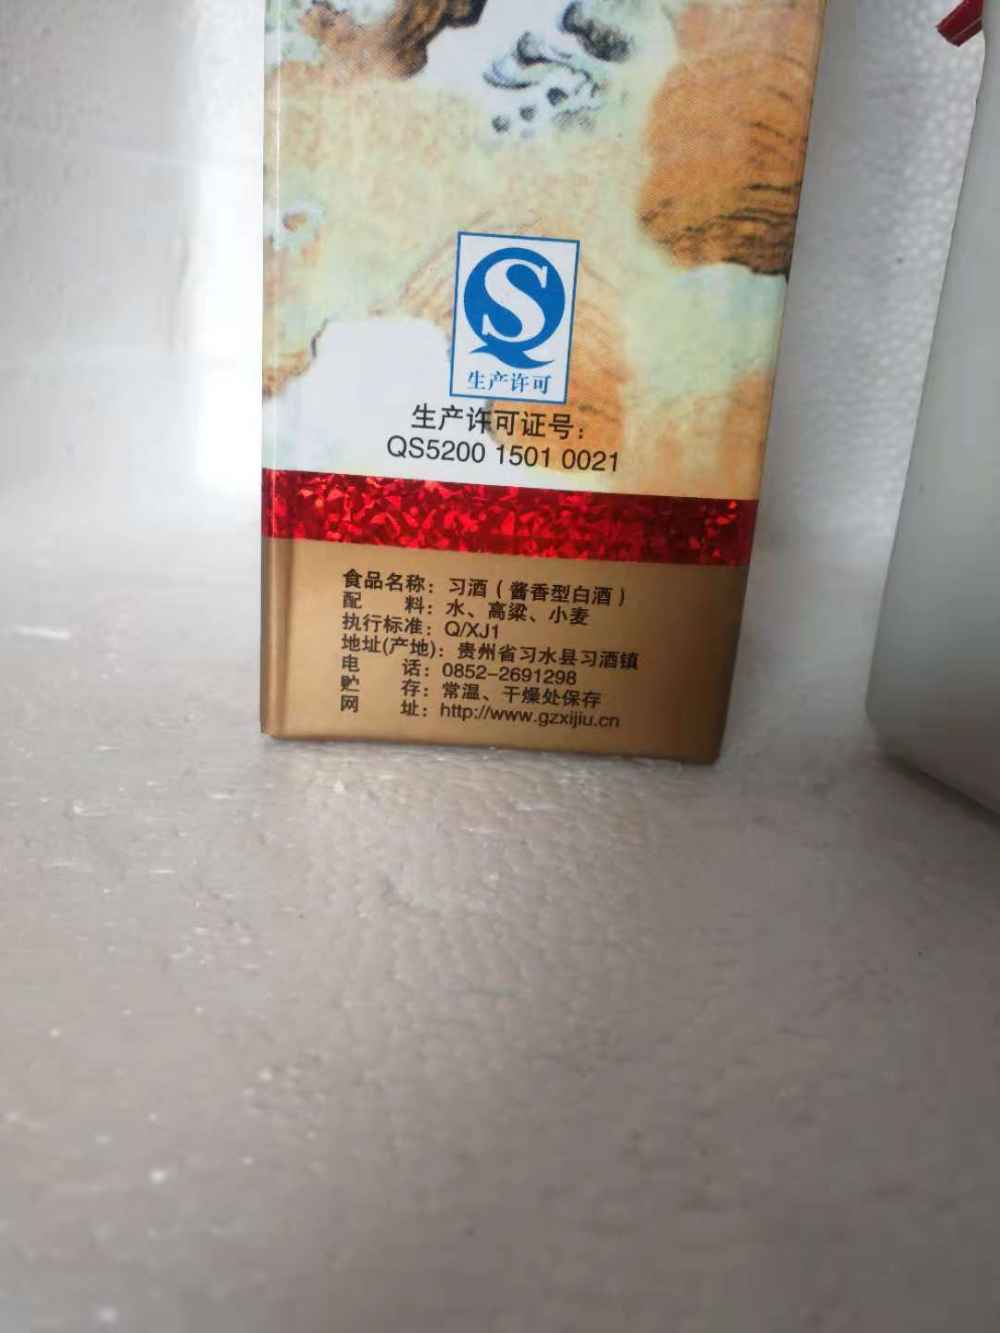 QS
生产许可
生产许可证号：
QS5200 1501 0021
食品名称：习酒（酱香型白酒）
配 料：水、高粱、小麦
执行标准：Q/XJ1
地址(产地)：贵州省习水县习酒镇
电 话：0852-2691298
贮 存：常温、干燥处保存
网 址：http://www.gzxijiu.cn